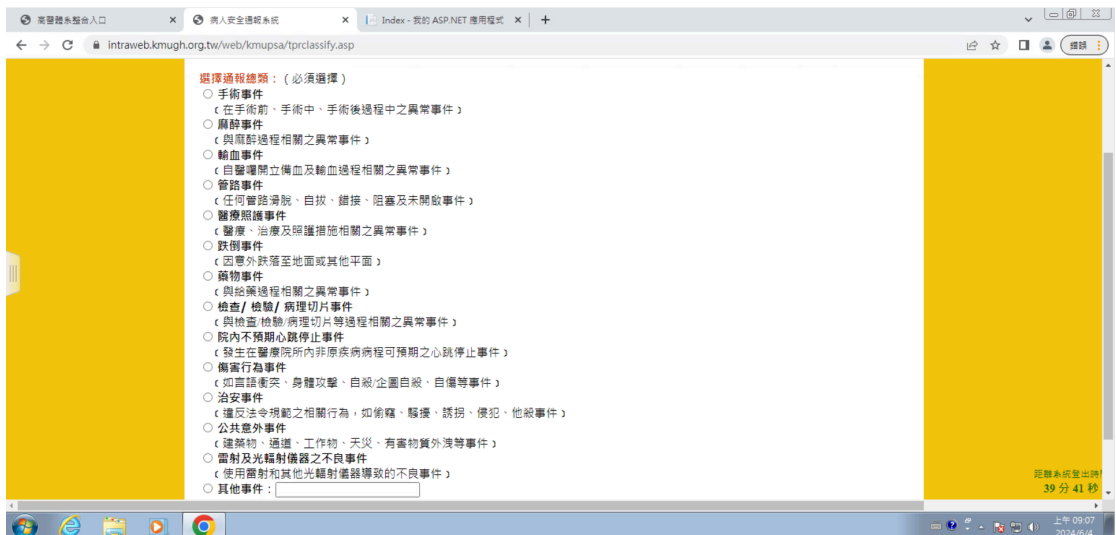 高醫體系整合入口
病人安全通報系統
Index - 我的 ASP.NET 應用程式
intraweb.kmugh.org.tw/web/kmupsa/tprclassify.asp
錯誤
選擇通報總類：（必須選擇）
手術事件
﹝在手術前、手術中、手術後過程中之異常事件﹞
麻醉事件
﹝與麻醉過程相關之異常事件﹞
輸血事件
﹝自醫囑開立備血及輸血過程相關之異常事件﹞
管路事件
﹝任何管路滑脫、自拔、錯接、阻塞及未開啟事件﹞
醫療照護事件
﹝醫療、治療及照護措施相關之異常事件﹞
跌倒事件
﹝因意外跌落至地面或其他平面﹞
藥物事件
﹝與給藥過程相關之異常事件﹞
檢查/ 檢驗/ 病理切片事件
﹝與檢查/檢驗/病理切片等過程相關之異常事件﹞
院內不預期心跳停止事件
﹝發生在醫療院所內非原疾病病程可預期之心跳停止事件﹞
傷害行為事件
﹝如言語衝突、身體攻擊、自殺/企圖自殺、自傷等事件﹞
治安事件
﹝違反法令規範之相關行為，如偷竊、騷擾、誘拐、侵犯、他殺事件﹞
公共意外事件
﹝建築物、通道、工作物、天災、有害物質外洩等事件﹞
雷射及光輻射儀器之不良事件
﹝使用雷射和其他光輻射儀器導致的不良事件﹞
其他事件：
距離系統登出時
39 分 41 秒
上午 09:07
2024/6/4